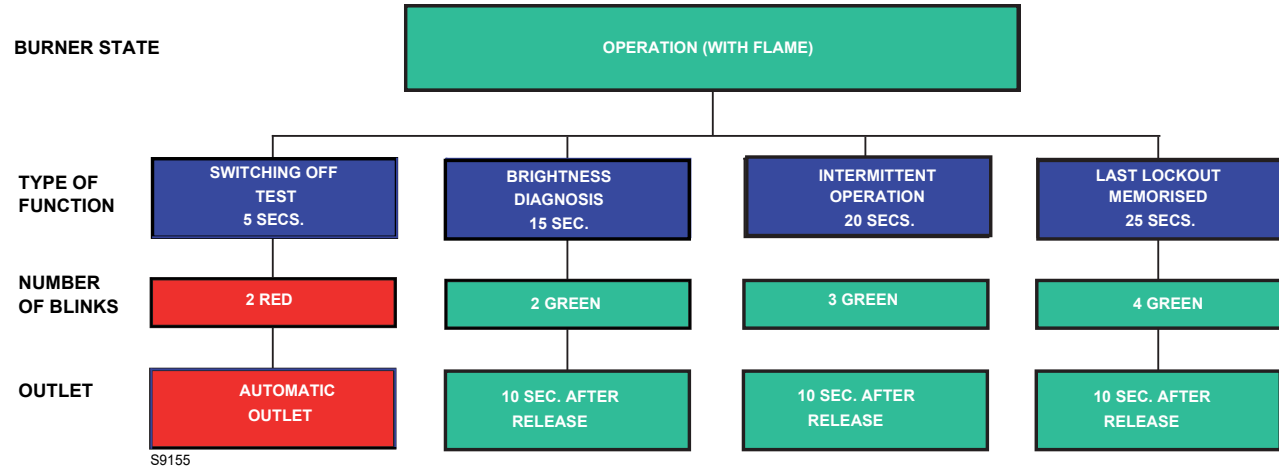 BURNER STATE
OPERATION (WITH FLAME)
TYPE OF
FUNCTION
SWITCHING OFF
TEST
5 SECS.
BRIGHTNESS
DIAGNOSIS
15 SEC.
INTERMITTENT
OPERATION
20 SECS.
LAST LOCKOUT
MEMORISED
25 SECS.
NUMBER
OF BLINKS
2 RED
2 GREEN
3 GREEN
4 GREEN
OUTLET
AUTOMATIC
OUTLET
10 SEC. AFTER
RELEASE
10 SEC. AFTER
RELEASE
10 SEC. AFTER
RELEASE
S9155